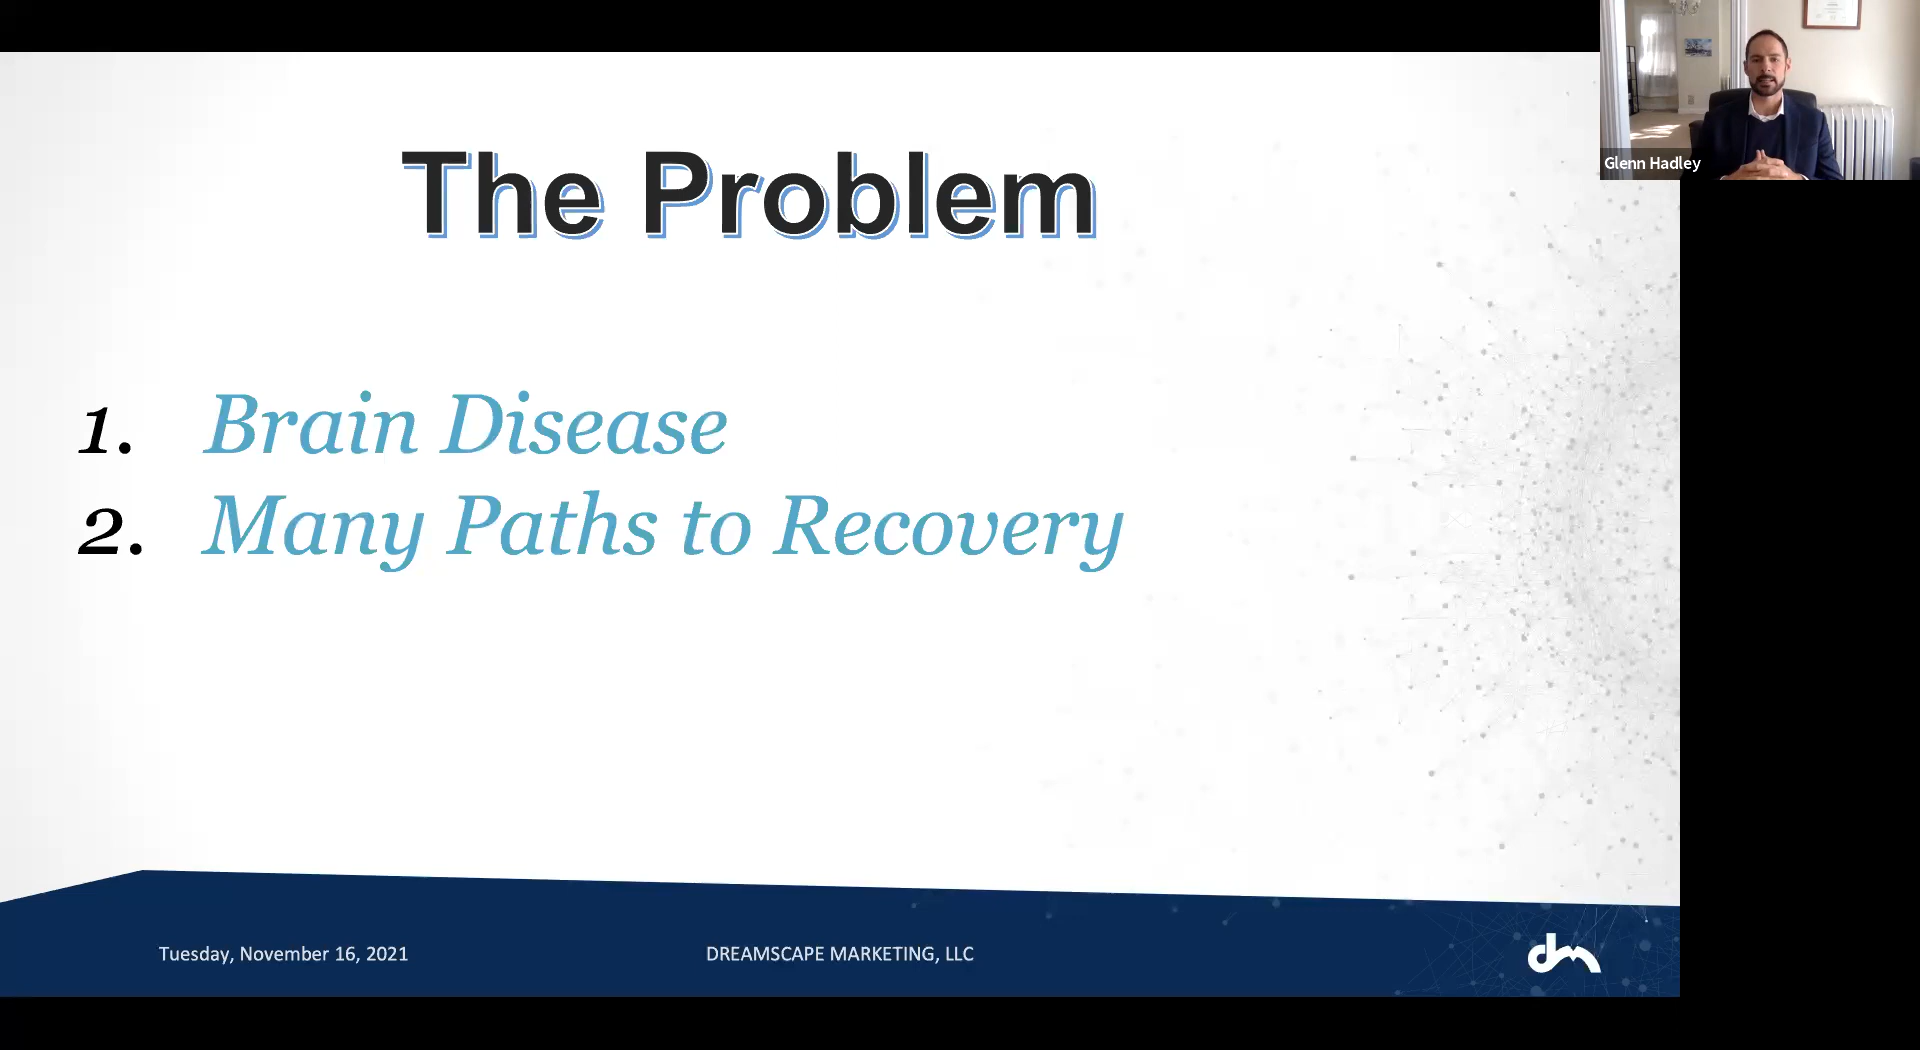 The Problem
1. Brain Disease
2. Many Paths to Recovery
Glenn Hadley
Tuesday, November 16, 2021
DREAMSCAPE MARKETING, LLC
dm